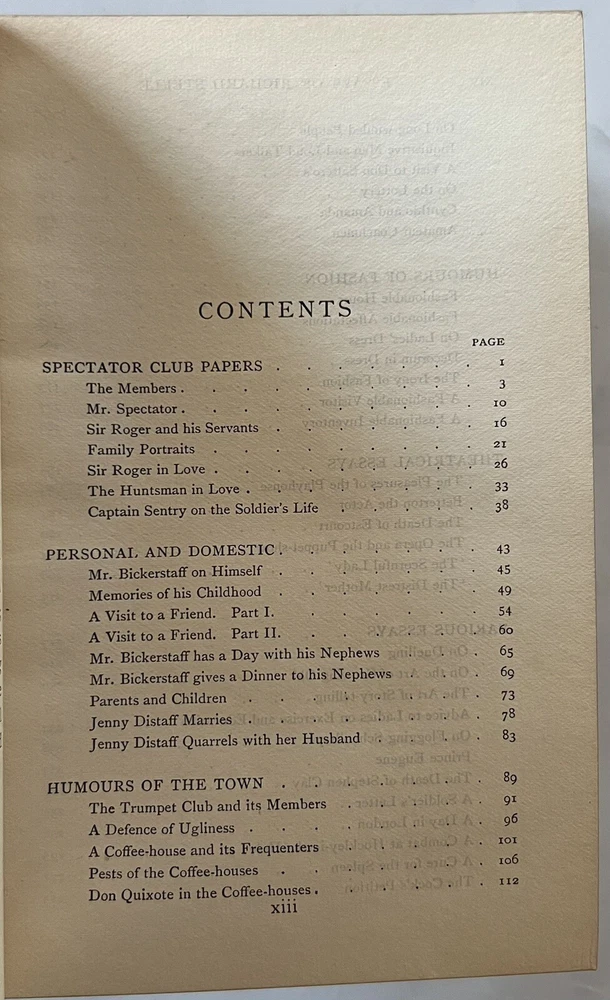 CONTENTS
PAGE
SPECTATOR CLUB PAPERS . . . . . . . 1
The Members . . . . . . . . 3
Mr. Spectator . . . . . . . . 10
Sir Roger and his Servants . . . . . . 16
Family Portraits . . . . . . . 21
Sir Roger in Love . . . . . . . 26
The Huntsman in Love . . . . . . . 33
Captain Sentry on the Soldier's Life . . . . . 38
PERSONAL AND DOMESTIC . . . . . . . 43
Mr. Bickerstaff on Himself . . . . . . 45
Memories of his Childhood . . . . . . 49
A Visit to a Friend. Part I. . . . . . 54
A Visit to a Friend. Part II. . . . . . 60
Mr. Bickerstaff has a Day with his Nephews . . . 65
Mr. Bickerstaff gives a Dinner to his Nephews . . . 69
Parents and Children . . . . . . . 73
Jenny Distaff Marries . . . . . . . 78
Jenny Distaff Quarrels with her Husband . . . . 83
HUMOURS OF THE TOWN . . . . . . . 89
The Trumpet Club and its Members . . . . . 91
A Defence of Ugliness . . . . . . . 96
A Coffee-house and its Frequenters . . . . . 101
Pests of the Coffee-houses . . . . . . 106
Don Quixote in the Coffee-houses . . . . . 112
xiii